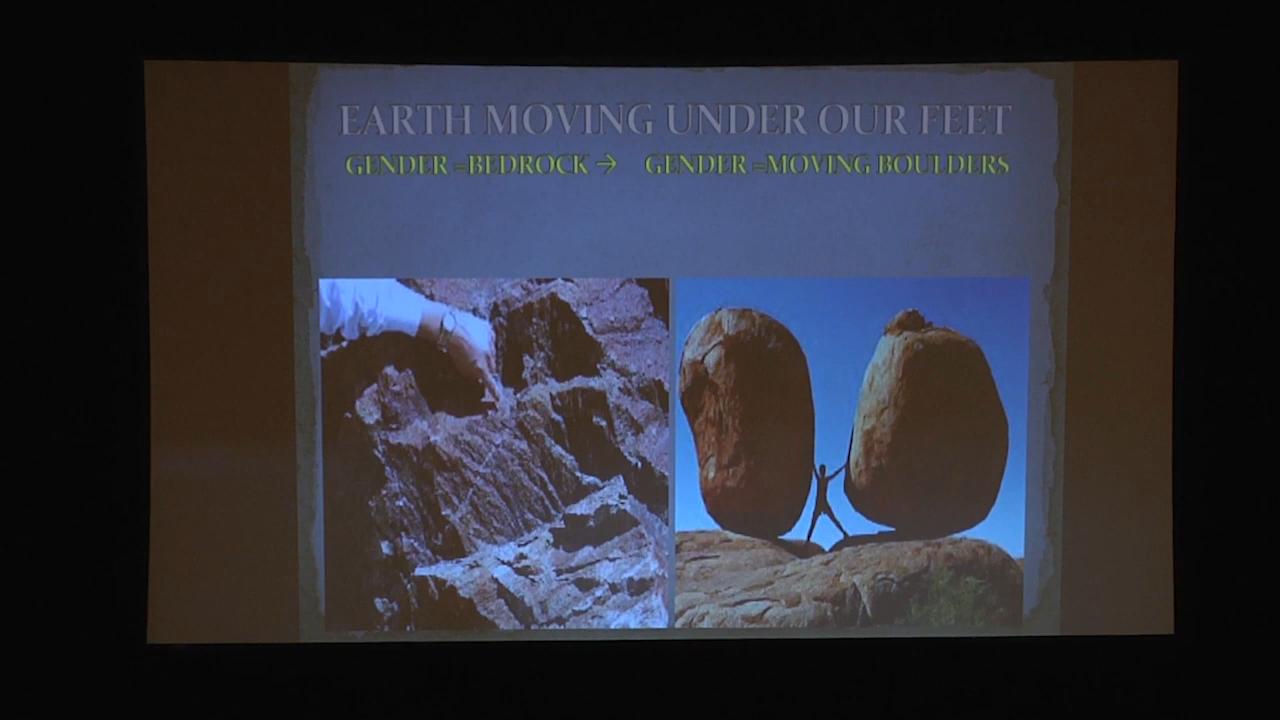 EARTH MOVING UNDER OUR FEET
GENDER =BEDROCK → GENDER =MOVING BOULDERS